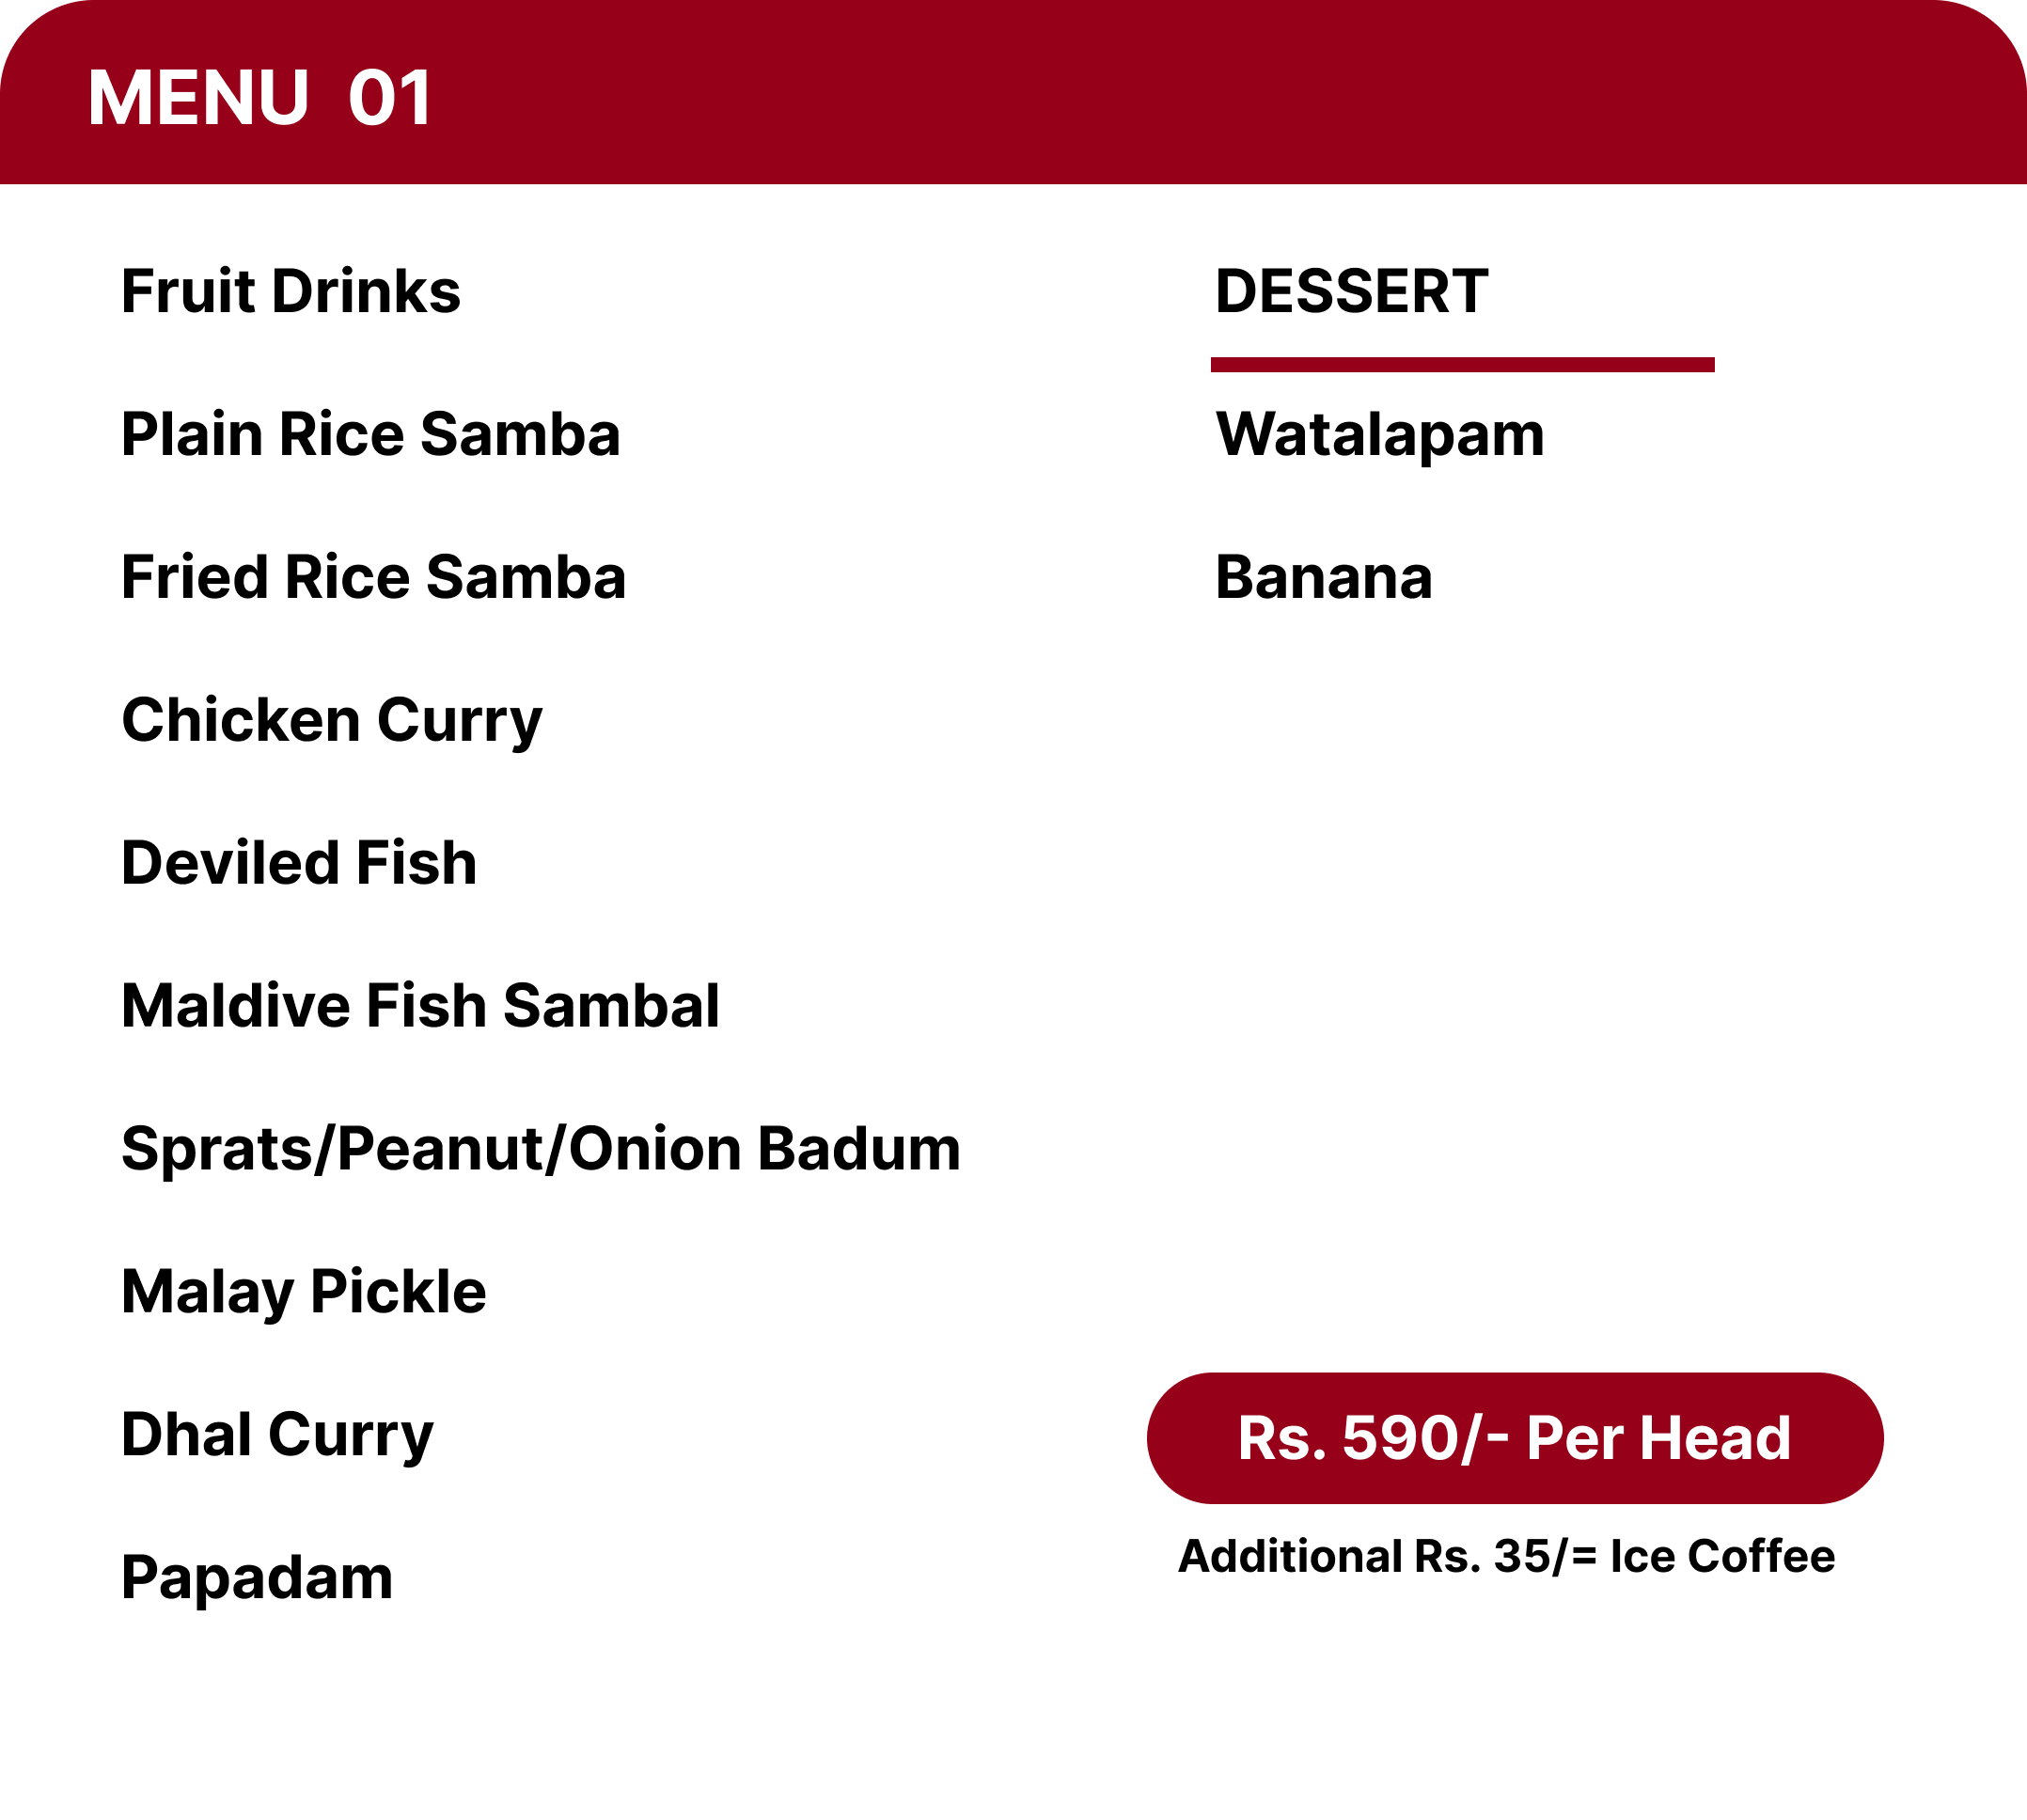 MENU 01
Fruit Drinks
Plain Rice Samba
Fried Rice Samba
Chicken Curry
Deviled Fish
Maldive Fish Sambal
Sprats/Peanut/Onion Badum
Malay Pickle
Dhal Curry
Papadam
DESSERT
Watalapam
Banana
Rs. 590/- Per Head
Additional Rs. 35/= Ice Coffee